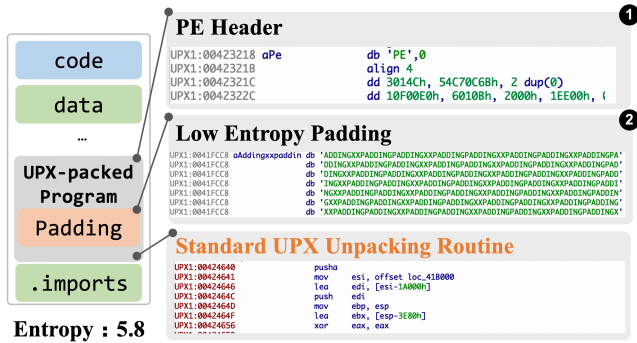 code
data
...
UPX-packed
Program
Padding
.imports
Entropy : 5.8
1
PE Header
UPX1:00423218 aPe db 'PE',0
UPX1:0042321B align 4
UPX1:0042321C dd 3014Ch, 54C70C6Bh, 2 dup(0)
UPX1:0042322C dd 10F00E0h, 6010Bh, 2000h, 1EE00h, (
2
Low Entropy Padding
UPX1:0041FCC8 aAddingxxpaddin db 'ADDINGXXPADDINGPADDINGXXPADDINGPADDINGXXPADDINGPADDINGXXPADDINGPA'
UPX1:0041FCC8 db 'DDINGXXPADDINGPADDINGXXPADDINGPADDINGXXPADDINGPADDINGXXPADDINGPAD'
UPX1:0041FCC8 db 'DINGXXPADDINGPADDINGXXPADDINGPADDINGXXPADDINGPADDINGXXPADDINGPADD'
UPX1:0041FCC8 db 'INGXXPADDINGPADDINGXXPADDINGPADDINGXXPADDINGPADDINGXXPADDINGPADDI'
UPX1:0041FCC8 db 'NGXXPADDINGPADDINGXXPADDINGPADDINGXXPADDINGPADDINGXXPADDINGPADDIN'
UPX1:0041FCC8 db 'GXXPADDINGPADDINGXXPADDINGPADDINGXXPADDINGPADDINGXXPADDINGPADDING'
UPX1:0041FCC8 db 'XXPADDINGPADDINGXXPADDINGPADDINGXXPADDINGPADDINGXXPADDINGPADDINGX'
Standard UPX Unpacking Routine
UPX1:00424640 pusha
UPX1:00424641 mov esi, offset loc_41B000
UPX1:00424646 lea edi, [esi-1A000h]
UPX1:0042464C push edi
UPX1:0042464D mov ebp, esp
UPX1:0042464F lea ebx, [esp-3E80h]
UPX1:00424656 xor eax, eax